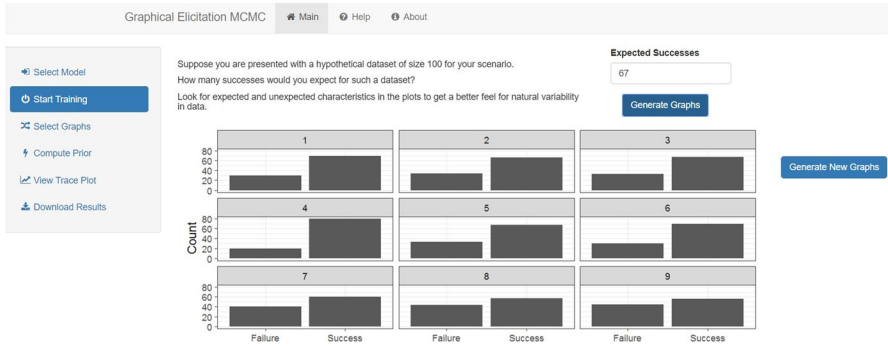 Graphical Elicitation MCMC
Main
Help
About
Select Model
Start Training
Select Graphs
Compute Prior
View Trace Plot
Download Results
Suppose you are presented with a hypothetical dataset of size 100 for your scenario.
How many successes would you expect for such a dataset?
Look for expected and unexpected characteristics in the plots to get a better feel for natural variability
in data.
Expected Successes
67
Generate Graphs
Generate New Graphs
1 2 3
80
60
40
20
0
4 5 6
80
60
40
20
0
7 8 9
80
60
40
20
0
Count
Failure Success Failure Success Failure Success